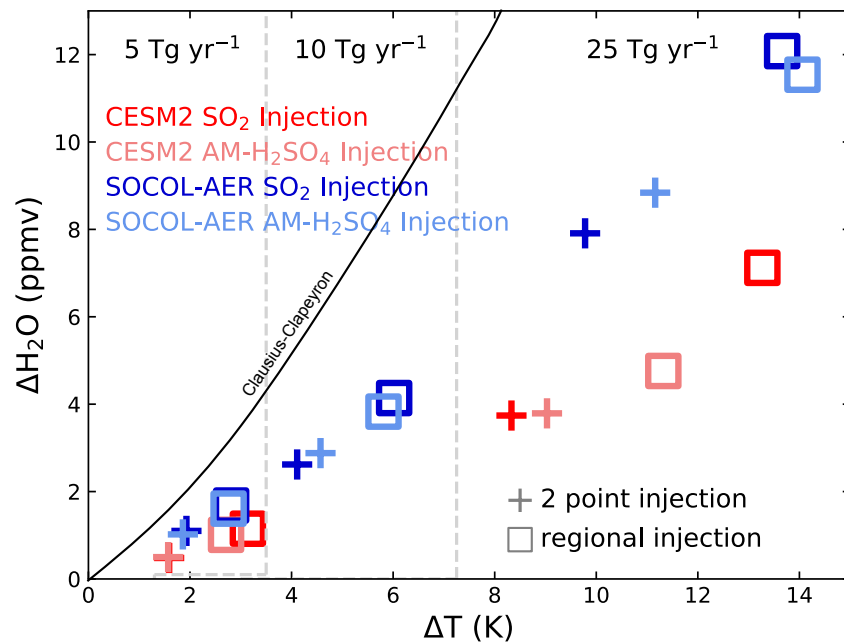 5 Tg yr⁻¹ 10 Tg yr⁻¹ 25 Tg yr⁻¹
CESM2 SO₂ Injection
CESM2 AM-H₂SO₄ Injection
SOCOL-AER SO₂ Injection
SOCOL-AER AM-H₂SO₄ Injection
Clausius-Clapeyron
2 point injection
regional injection
ΔH₂O (ppmv)
12
10
8
6
4
2
0
0 2 4 6 8 10 12 14
ΔT (K)